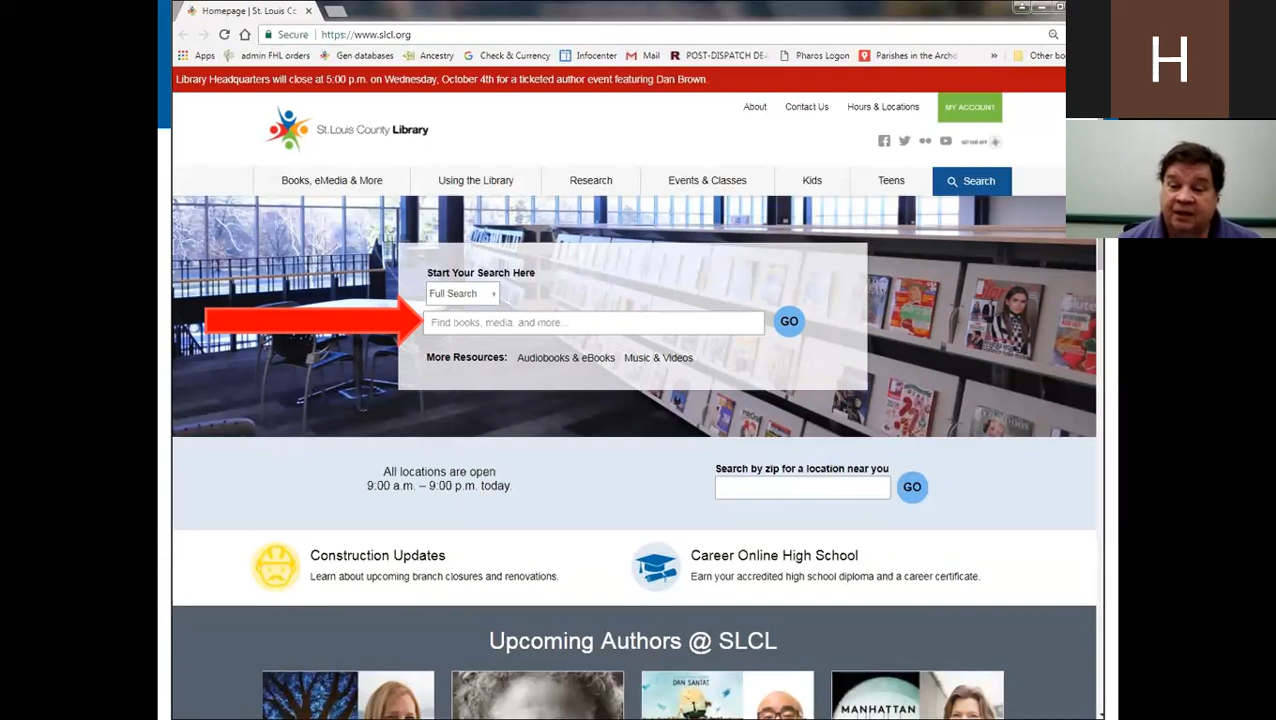 Homepage | St. Louis Cc
Secure | https://www.slcl.org
Apps admin FHL orders Gen databases Ancestry Check & Currency Infocenter Mail POST-DISPATCH DEA Pharos Logon Parishes in the Archd » Other bo
Library Headquarters will close at 5:00 p.m. on Wednesday, October 4th for a ticketed author event featuring Dan Brown.
About Contact Us Hours & Locations MY ACCOUNT
St.Louis County Library
GET OUR APP
Books, eMedia & More Using the Library Research Events & Classes Kids Teens Search
Start Your Search Here
Full Search
Find books, media, and more...
GO
More Resources: Audiobooks & eBooks Music & Videos
All locations are open
9:00 a.m. – 9:00 p.m. today.
Search by zip for a location near you
GO
Construction Updates
Learn about upcoming branch closures and renovations.
Career Online High School
Earn your accredited high school diploma and a career certificate.
Upcoming Authors @ SLCL
DAN SANTAT
MANHATTAN
H